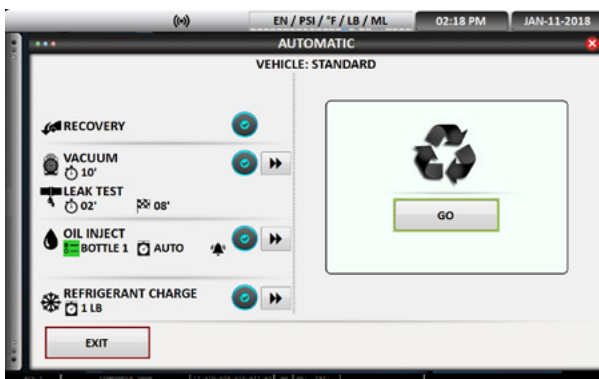 EN / PSI / °F / LB / ML 02:18 PM JAN-11-2018
AUTOMATIC
VEHICLE: STANDARD
RECOVERY
VACUUM
10'
LEAK TEST
02' 08'
OIL INJECT
BOTTLE 1 AUTO
REFRIGERANT CHARGE
1 LB
GO
EXIT